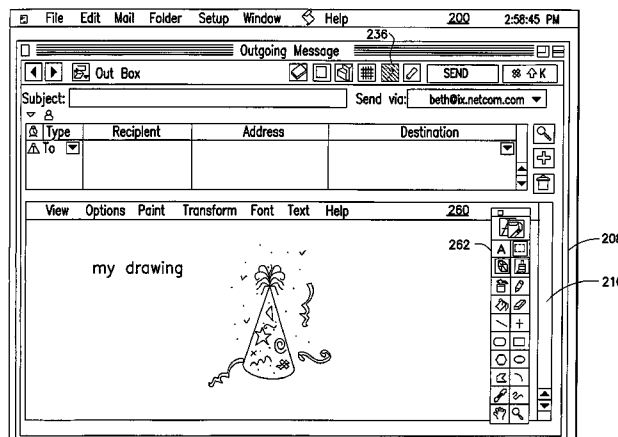 File Edit Mail Folder Setup Window Help 200 2:58:45 PM
236
Outgoing Message
Out Box SEND ⌘ ⇧ K
Subject: Send via: beth@ix.netcom.com
Type Recipient Address Destination
To
View Options Paint Transform Font Text Help 260
262 A 208
my drawing
210